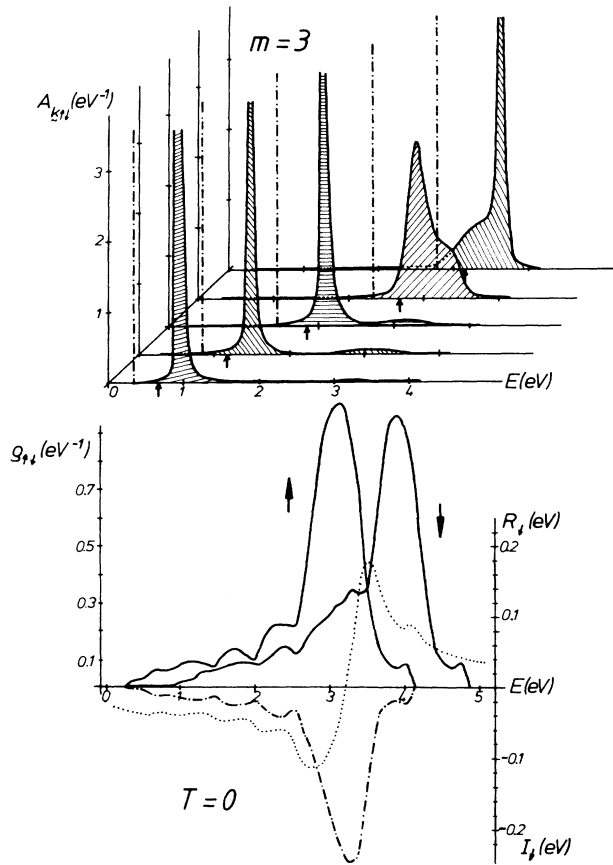 m = 3
A_k↑↓ (eV⁻¹)
3
2
1
0 1 2 3 4 E(eV)
ρ↑↓ (eV⁻¹)
0.7
0.5
0.3
0.1
R↓ (eV)
0.2
0.1
0 1 2 3 4 E(eV) 5
-0.1
-0.2
I↓ (eV)
T = 0